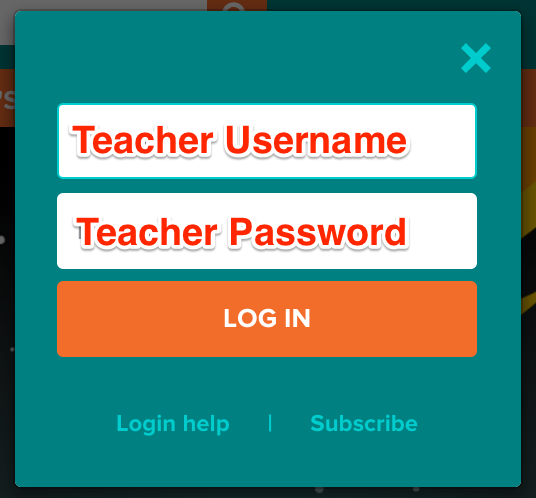 'S
Teacher Username
Teacher Password
LOG IN
Login help | Subscribe